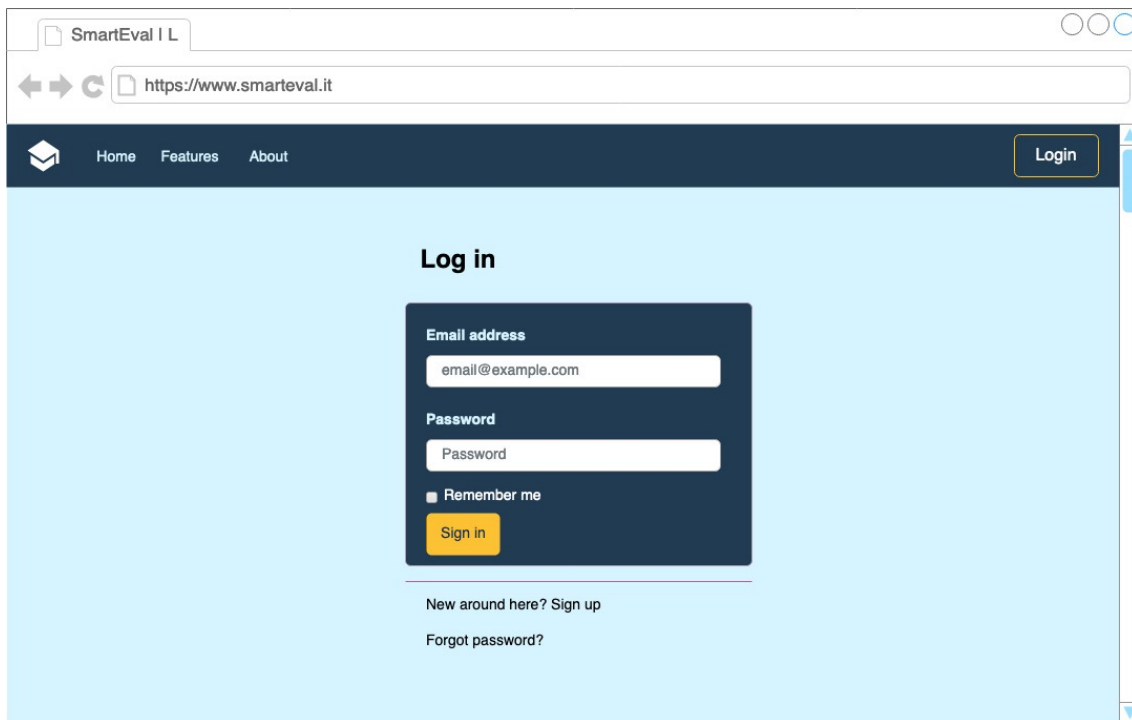 SmartEval | L
https://www.smarteval.it
Home Features About Login
Log in
Email address
email@example.com
Password
Password
Remember me
Sign in
New around here? Sign up
Forgot password?